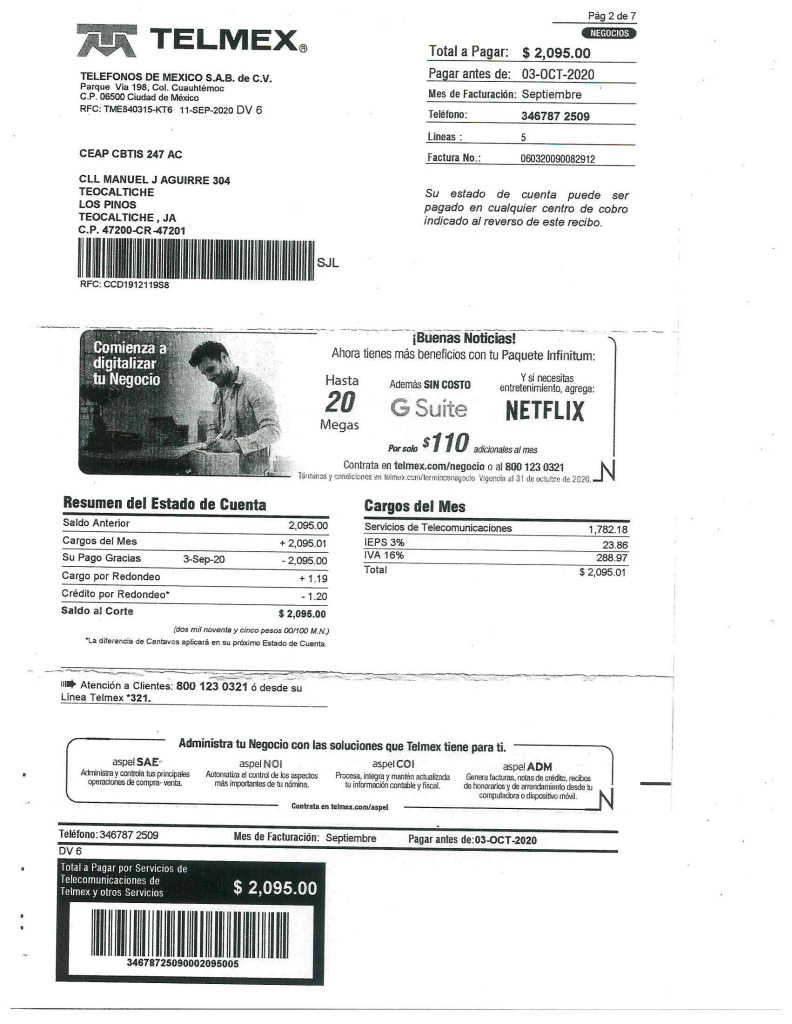 Pág 2 de 7
NEGOCIOS
TELMEX®
TELEFONOS DE MEXICO S.A.B. de C.V.
Parque Via 198, Col. Cuauhtémoc
C.P. 06500 Ciudad de México
RFC: TME840315-KT6 11-SEP-2020 DV 6
Total a Pagar: $ 2,095.00
Pagar antes de: 03-OCT-2020
Mes de Facturación: Septiembre
Teléfono: 346787 2509
Líneas : 5
Factura No.: 060320090082912
CEAP CBTIS 247 AC
CLL MANUEL J AGUIRRE 304
TEOCALTICHE
LOS PINOS
TEOCALTICHE , JA
C.P. 47200-CR-47201
SJL
RFC: CCD1912119S8
Su estado de cuenta puede ser
pagado en cualquier centro de cobro
indicado al reverso de este recibo.
Comienza a
digitalizar
tu Negocio
¡Buenas Noticias!
Ahora tienes más beneficios con tu Paquete Infinitum:
Hasta
20
Megas
Además SIN COSTO
G Suite
Y si necesitas
entretenimiento, agrega:
NETFLIX
Por solo $110 adicionales al mes
Contrata en telmex.com/negocio o al 800 123 0321
Términos y condiciones en telmex.com/terminosnegocio Vigencia al 31 de octubre de 2020.
Resumen del Estado de Cuenta
Saldo Anterior 2,095.00
Cargos del Mes + 2,095.01
Su Pago Gracias 3-Sep-20 - 2,095.00
Cargo por Redondeo + 1.19
Crédito por Redondeo* - 1.20
Saldo al Corte $ 2,095.00
(dos mil noventa y cinco pesos 00/100 M.N.)
*La diferencia de Centavos aplicará en su próximo Estado de Cuenta.
Cargos del Mes
Servicios de Telecomunicaciones 1,782.18
IEPS 3% 23.86
IVA 16% 288.97
Total $ 2,095.01
Atención a Clientes: 800 123 0321 ó desde su
Línea Telmex *321.
Administra tu Negocio con las soluciones que Telmex tiene para ti.
aspel SAE
Administra y controla tus principales
operaciones de compra- venta.
aspel NOI
Automatiza el control de los aspectos
más importantes de tu nómina.
aspel COI
Procesa, integra y mantén actualizada
tu información contable y fiscal.
aspel ADM
Genera facturas, notas de crédito, recibos
de honorarios y de arrendamiento desde tu
computadora o dispositivo móvil.
Contrata en telmex.com/aspel
Teléfono: 346787 2509 Mes de Facturación: Septiembre Pagar antes de:03-OCT-2020
DV 6
Total a Pagar por Servicios de
Telecomunicaciones de
Telmex y otros Servicios
$ 2,095.00
34678725090002095005